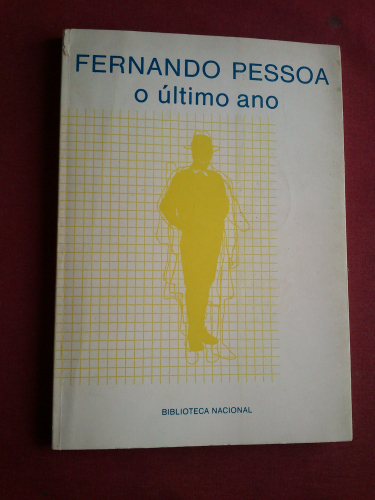 FERNANDO PESSOA
o último ano
BIBLIOTECA NACIONAL